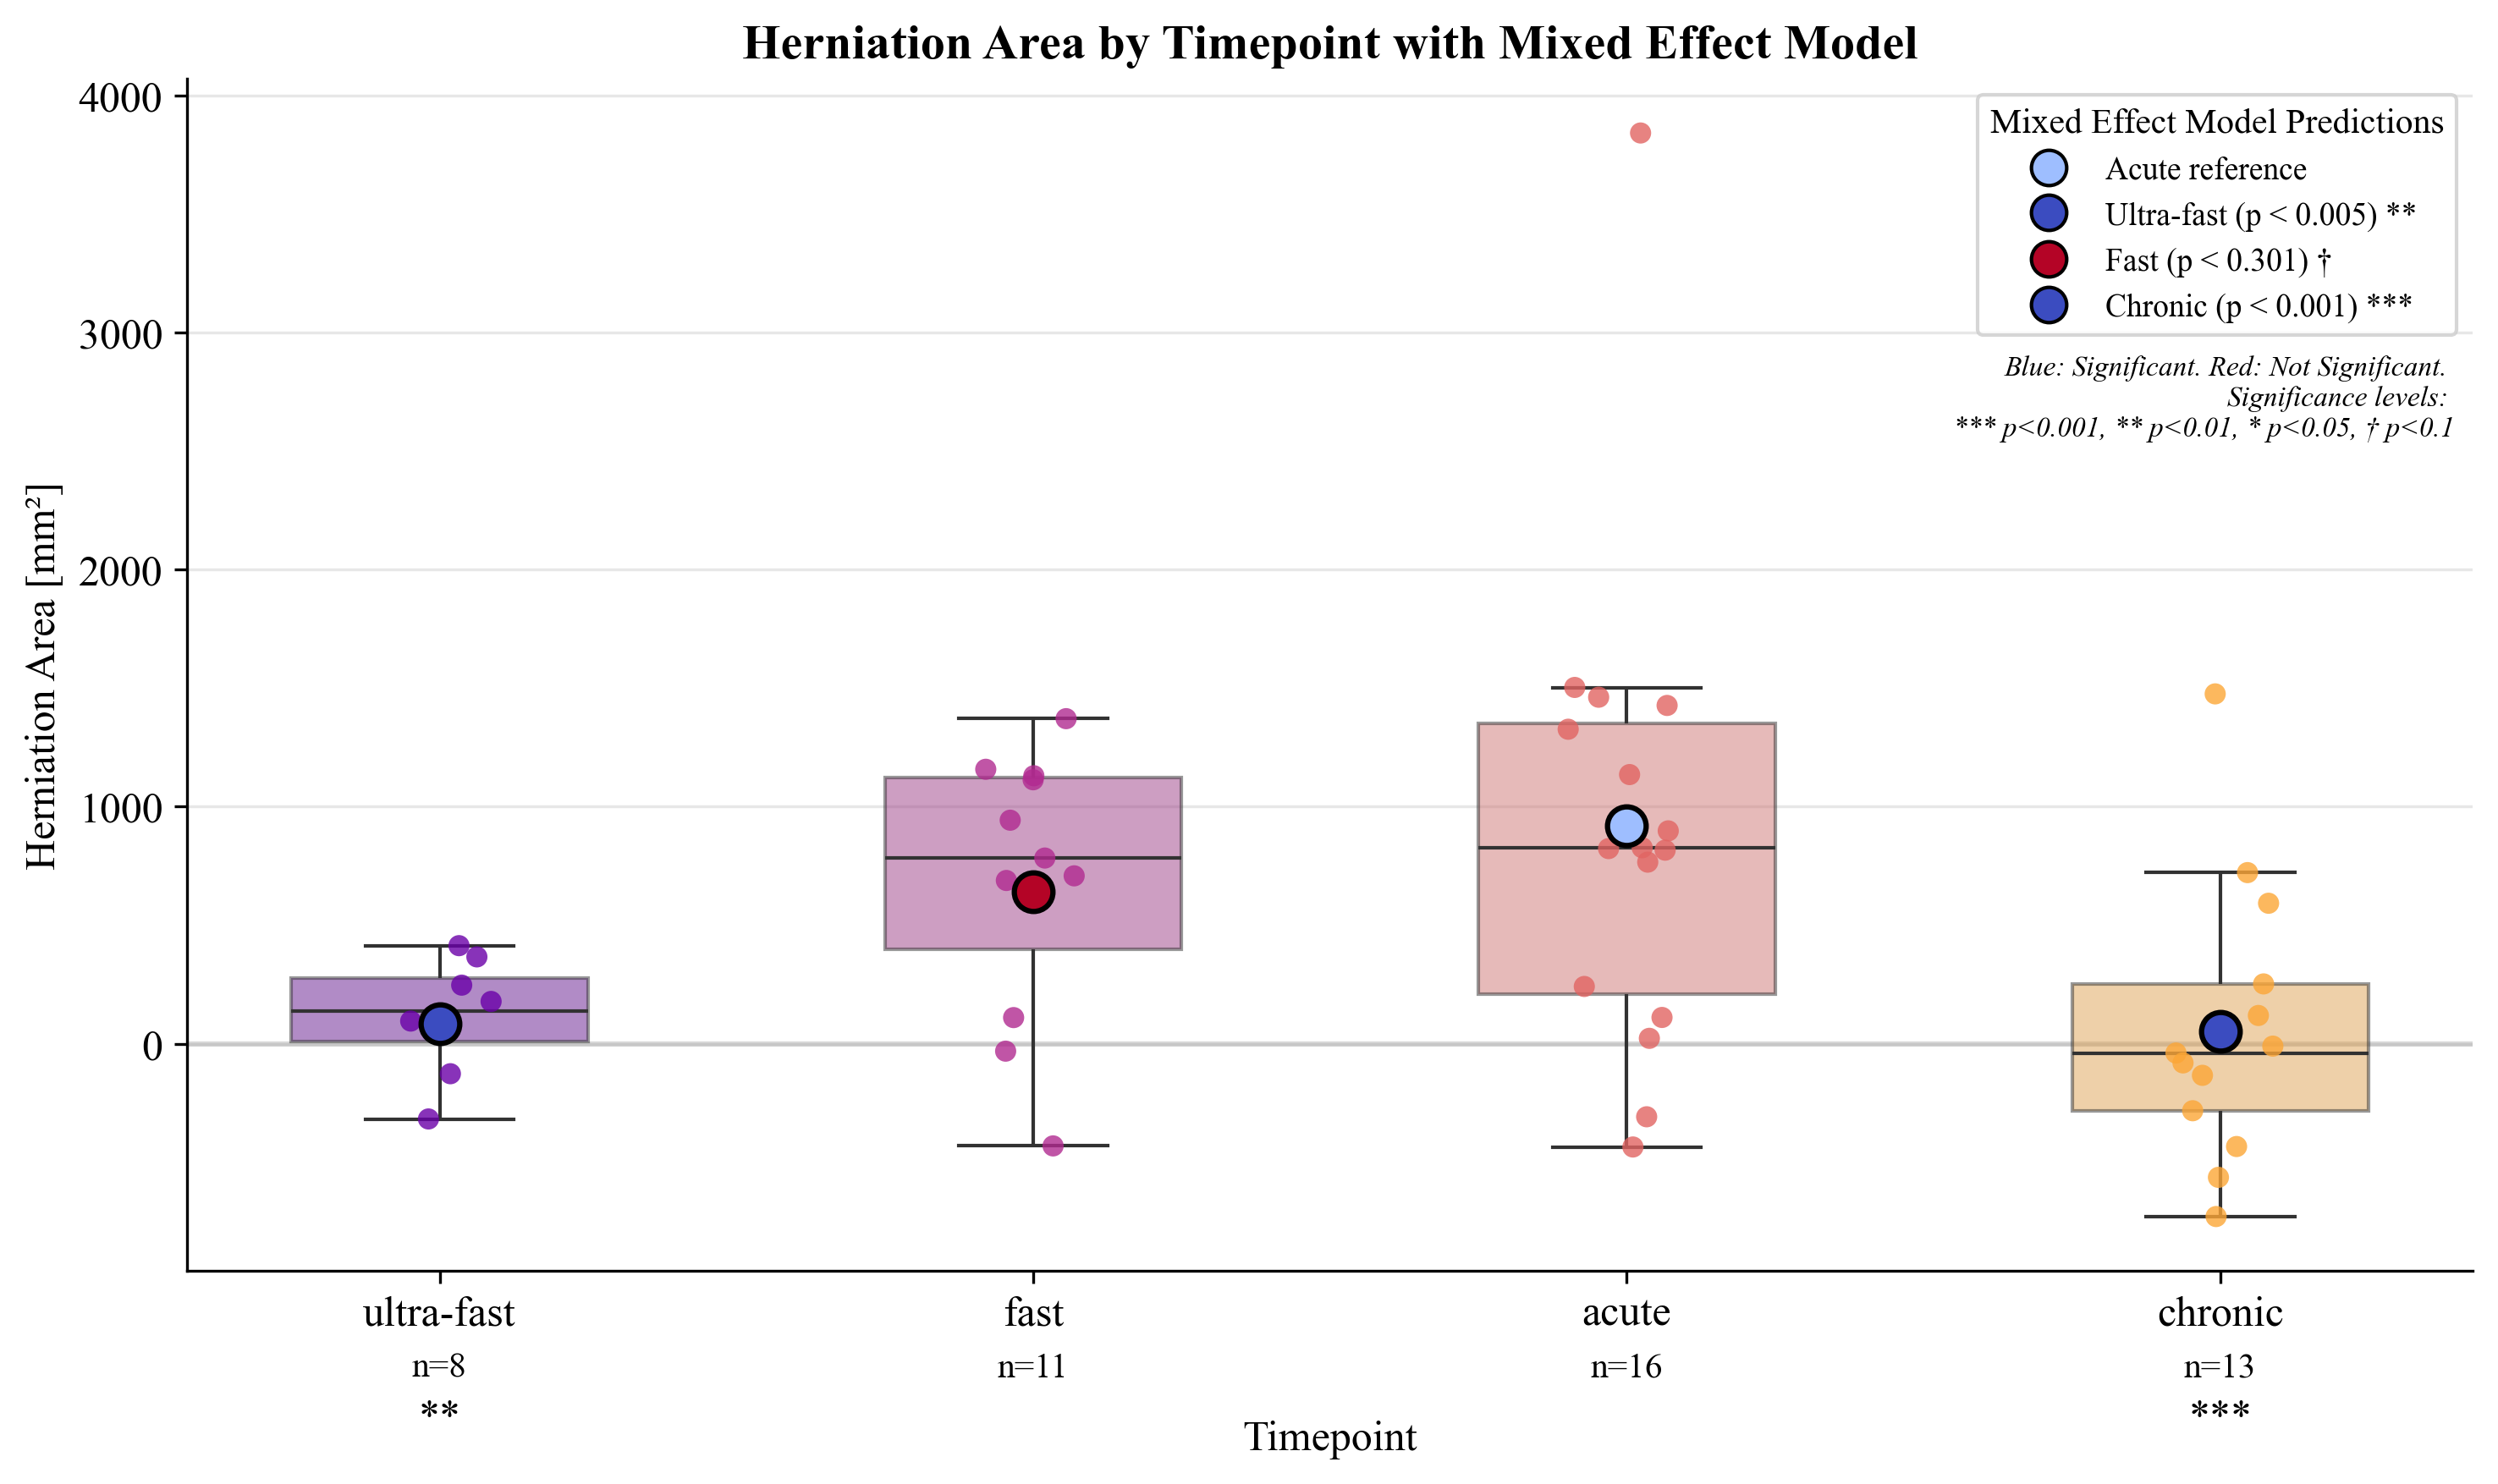 Herniation Area by Timepoint with Mixed Effect Model
4000
3000
2000
1000
0
Herniation Area [mm²]
Mixed Effect Model Predictions
Acute reference
Ultra-fast (p < 0.005) **
Fast (p < 0.301) †
Chronic (p < 0.001) ***
Blue: Significant. Red: Not Significant.
Significance levels:
*** p<0.001, ** p<0.01, * p<0.05, † p<0.1
ultra-fast
n=8
**
fast
n=11
acute
n=16
chronic
n=13
***
Timepoint